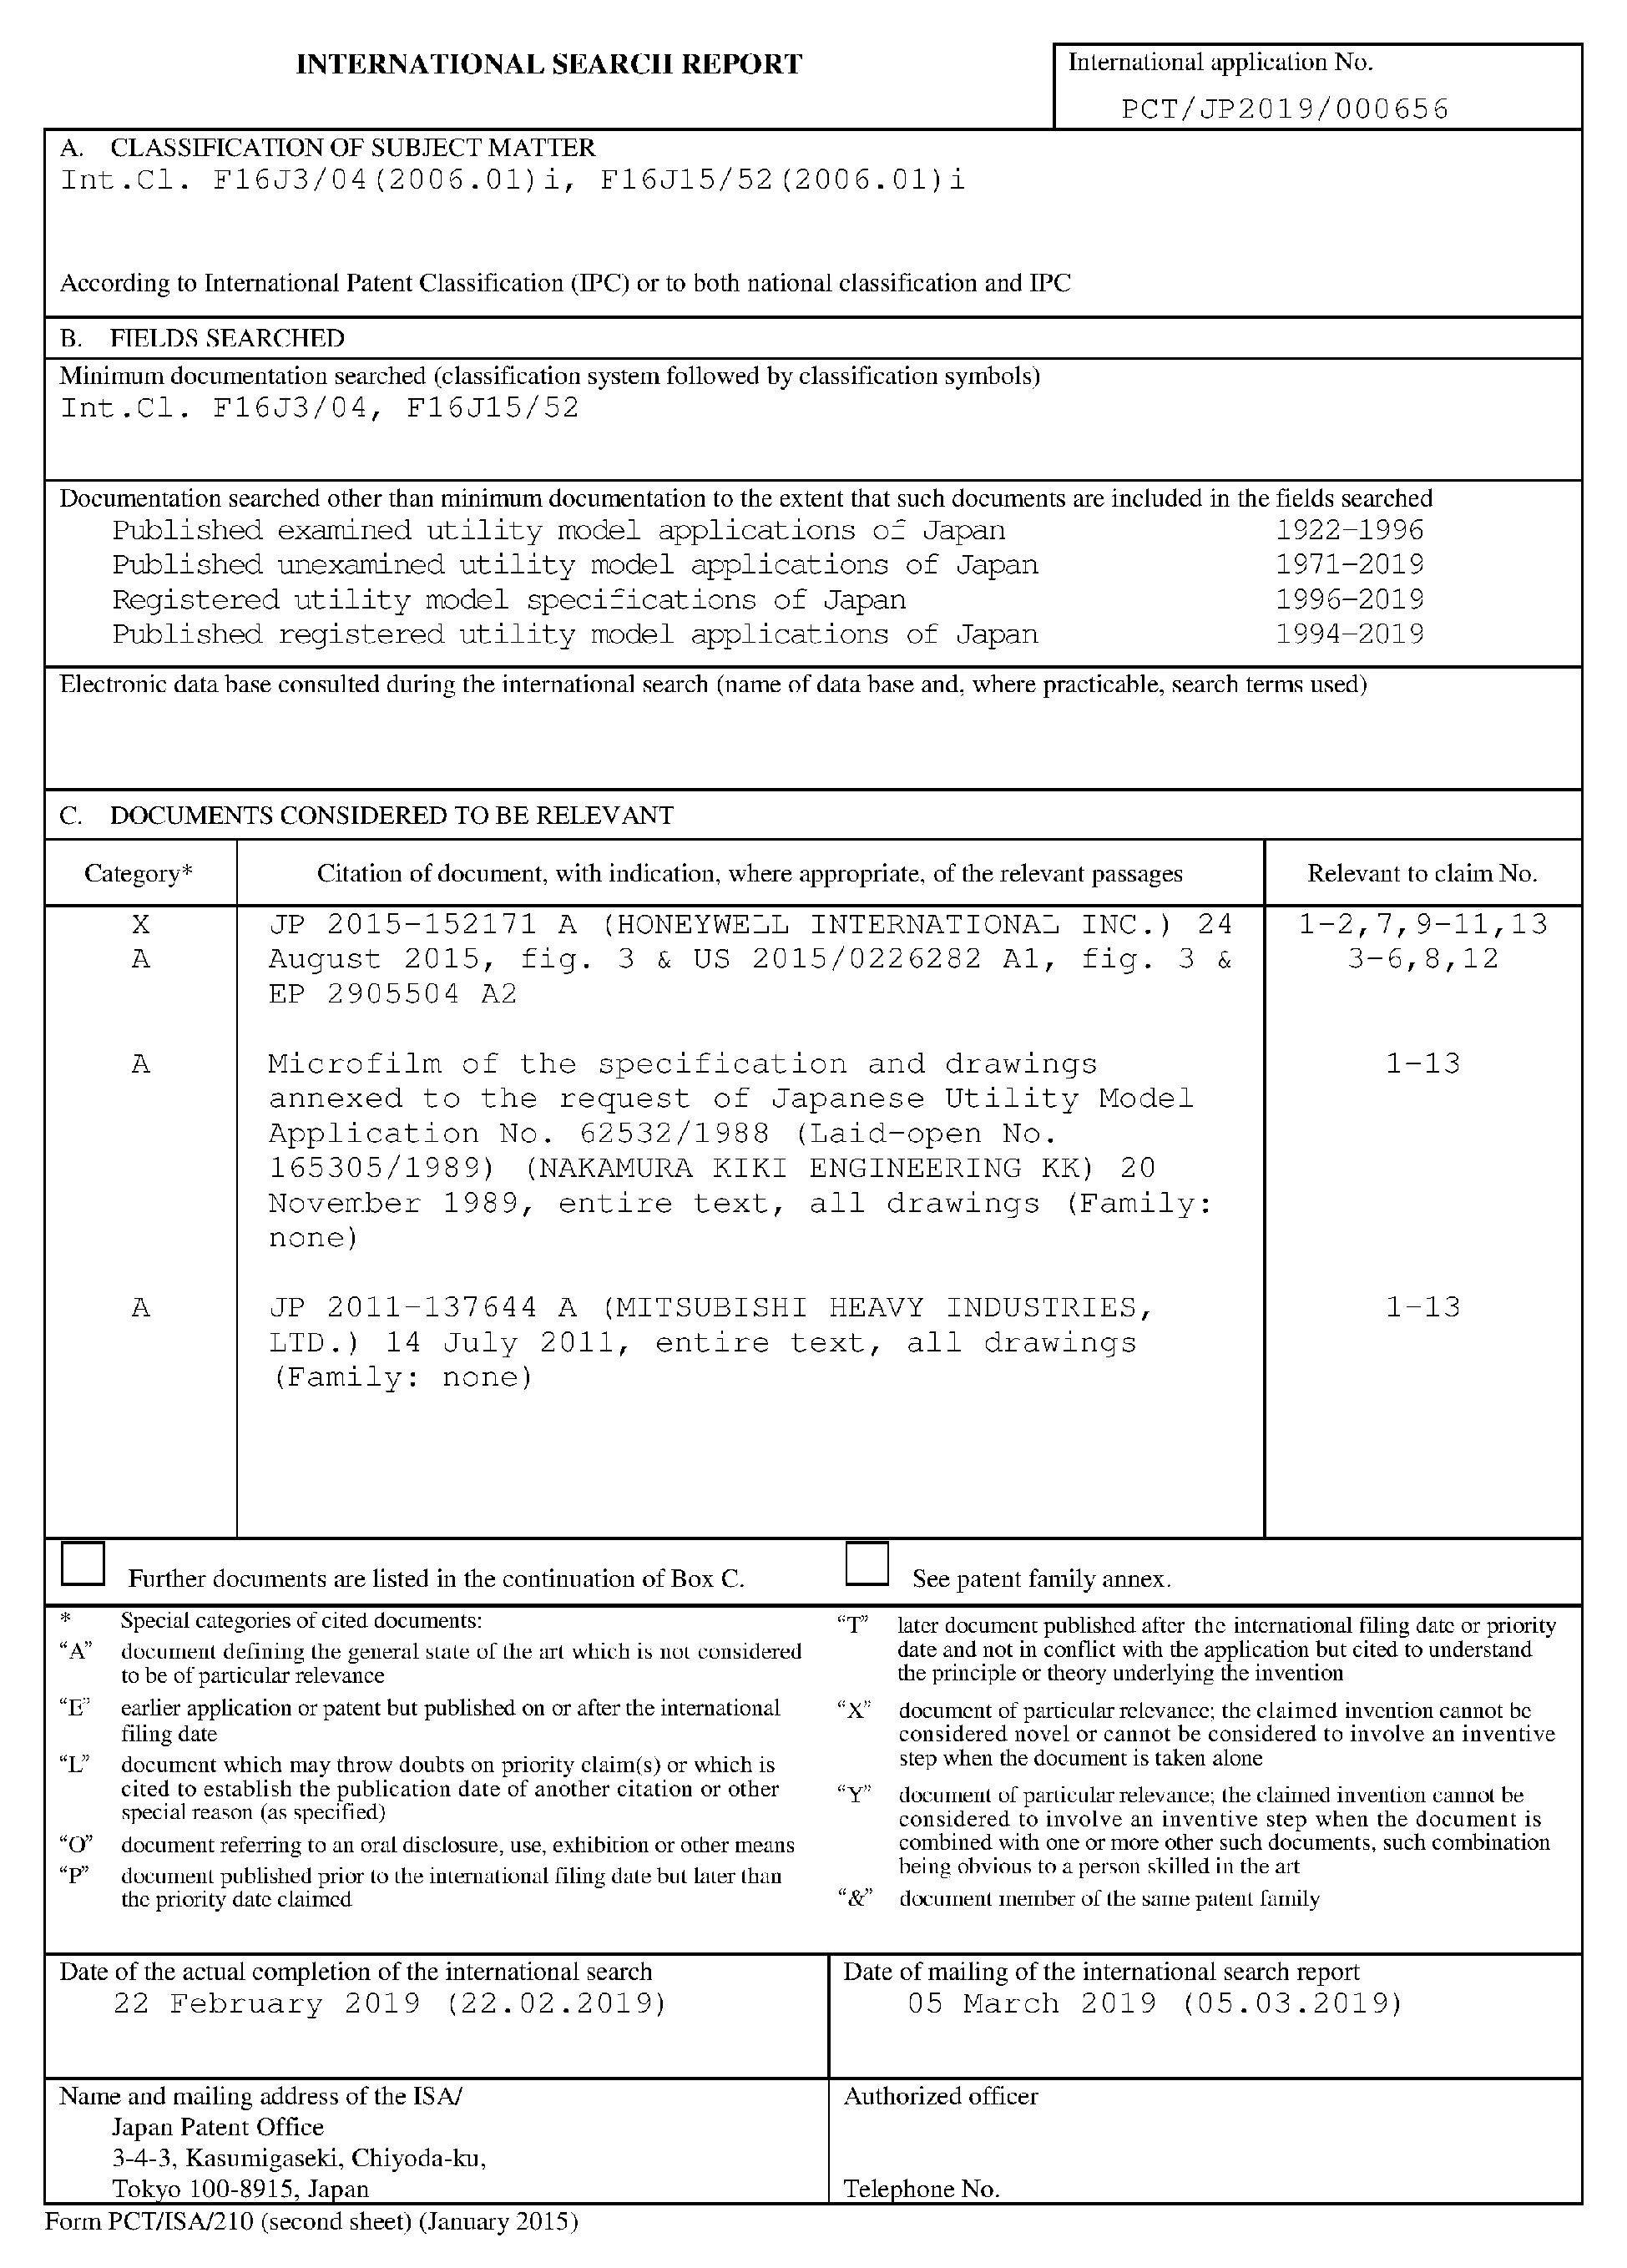 INTERNATIONAL SEARCH REPORT
International application No.
PCT/JP2019/000656
A. CLASSIFICATION OF SUBJECT MATTER
Int.Cl. F16J3/04(2006.01)i, F16J15/52(2006.01)i
According to International Patent Classification (IPC) or to both national classification and IPC
B. FIELDS SEARCHED
Minimum documentation searched (classification system followed by classification symbols)
Int.Cl. F16J3/04, F16J15/52
Documentation searched other than minimum documentation to the extent that such documents are included in the fields searched
Published examined utility model applications of Japan 1922-1996
Published unexamined utility model applications of Japan 1971-2019
Registered utility model specifications of Japan 1996-2019
Published registered utility model applications of Japan 1994-2019
Electronic data base consulted during the international search (name of data base and, where practicable, search terms used)
C. DOCUMENTS CONSIDERED TO BE RELEVANT
Category* Citation of document, with indication, where appropriate, of the relevant passages Relevant to claim No.
X JP 2015-152171 A (HONEYWELL INTERNATIONAL INC.) 24 1-2,7,9-11,13
A August 2015, fig. 3 & US 2015/0226282 A1, fig. 3 & 3-6,8,12
EP 2905504 A2
A Microfilm of the specification and drawings 1-13
annexed to the request of Japanese Utility Model
Application No. 62532/1988 (Laid-open No.
165305/1989) (NAKAMURA KIKI ENGINEERING KK) 20
November 1989, entire text, all drawings (Family:
none)
A JP 2011-137644 A (MITSUBISHI HEAVY INDUSTRIES, 1-13
LTD.) 14 July 2011, entire text, all drawings
(Family: none)
Further documents are listed in the continuation of Box C.
See patent family annex.
* Special categories of cited documents:
“A” document defining the general state of the art which is not considered
to be of particular relevance
“E” earlier application or patent but published on or after the international
filing date
“L” document which may throw doubts on priority claim(s) or which is
cited to establish the publication date of another citation or other
special reason (as specified)
“O” document referring to an oral disclosure, use, exhibition or other means
“P” document published prior to the international filing date but later than
the priority date claimed
“T” later document published after the international filing date or priority
date and not in conflict with the application but cited to understand
the principle or theory underlying the invention
“X” document of particular relevance; the claimed invention cannot be
considered novel or cannot be considered to involve an inventive
step when the document is taken alone
“Y” document of particular relevance; the claimed invention cannot be
considered to involve an inventive step when the document is
combined with one or more other such documents, such combination
being obvious to a person skilled in the art
“&” document member of the same patent family
Date of the actual completion of the international search
22 February 2019 (22.02.2019)
Date of mailing of the international search report
05 March 2019 (05.03.2019)
Name and mailing address of the ISA/
Japan Patent Office
3-4-3, Kasumigaseki, Chiyoda-ku,
Tokyo 100-8915, Japan
Authorized officer
Telephone No.
Form PCT/ISA/210 (second sheet) (January 2015)